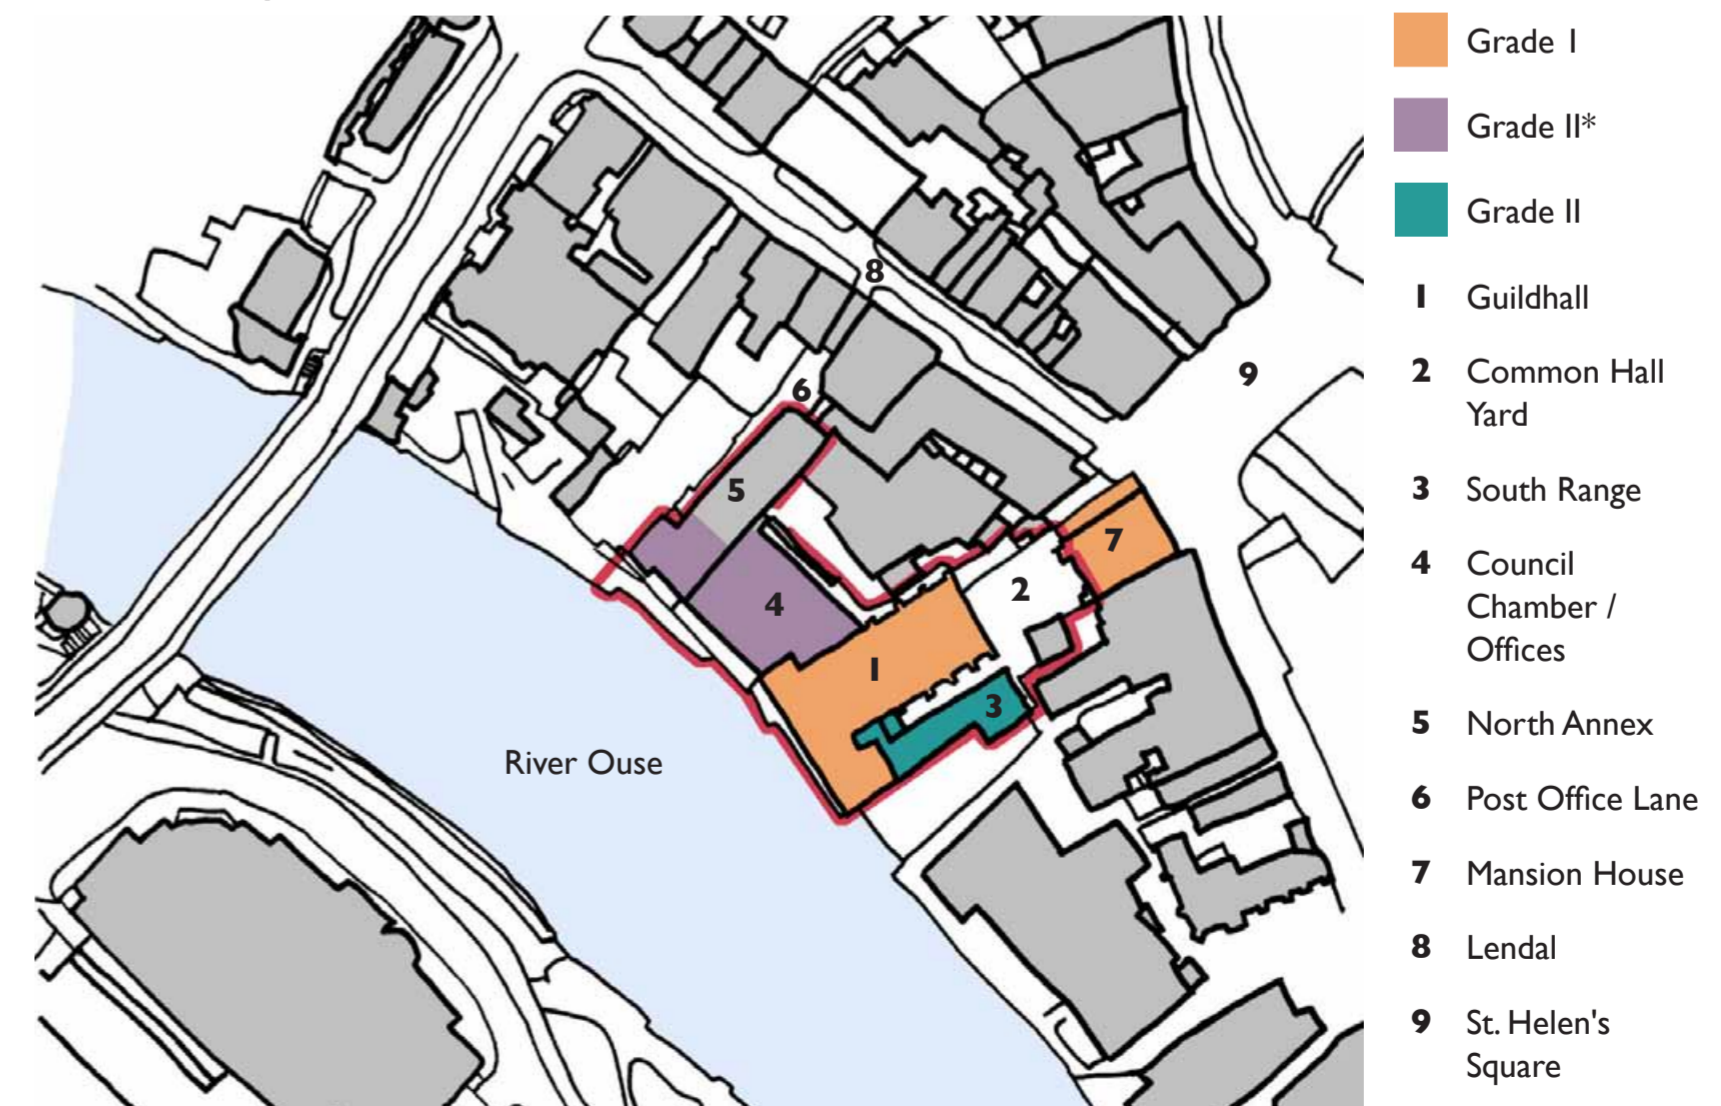 8
9
6
5
7
2
4
1
3
River Ouse
Grade I
Grade II*
Grade II
1 Guildhall
2 Common Hall
Yard
3 South Range
4 Council
Chamber /
Offices
5 North Annex
6 Post Office Lane
7 Mansion House
8 Lendal
9 St. Helen's
Square